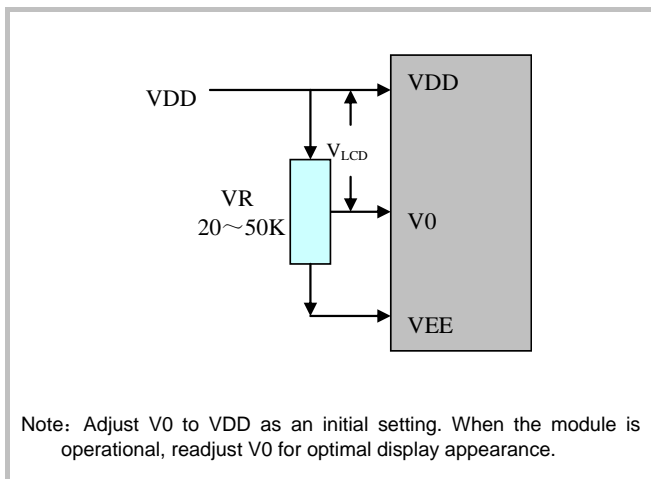 VDD
VDD
V_LCD
VR
20～50K
V0
VEE
Note：Adjust V0 to VDD as an initial setting. When the module is
operational, readjust V0 for optimal display appearance.